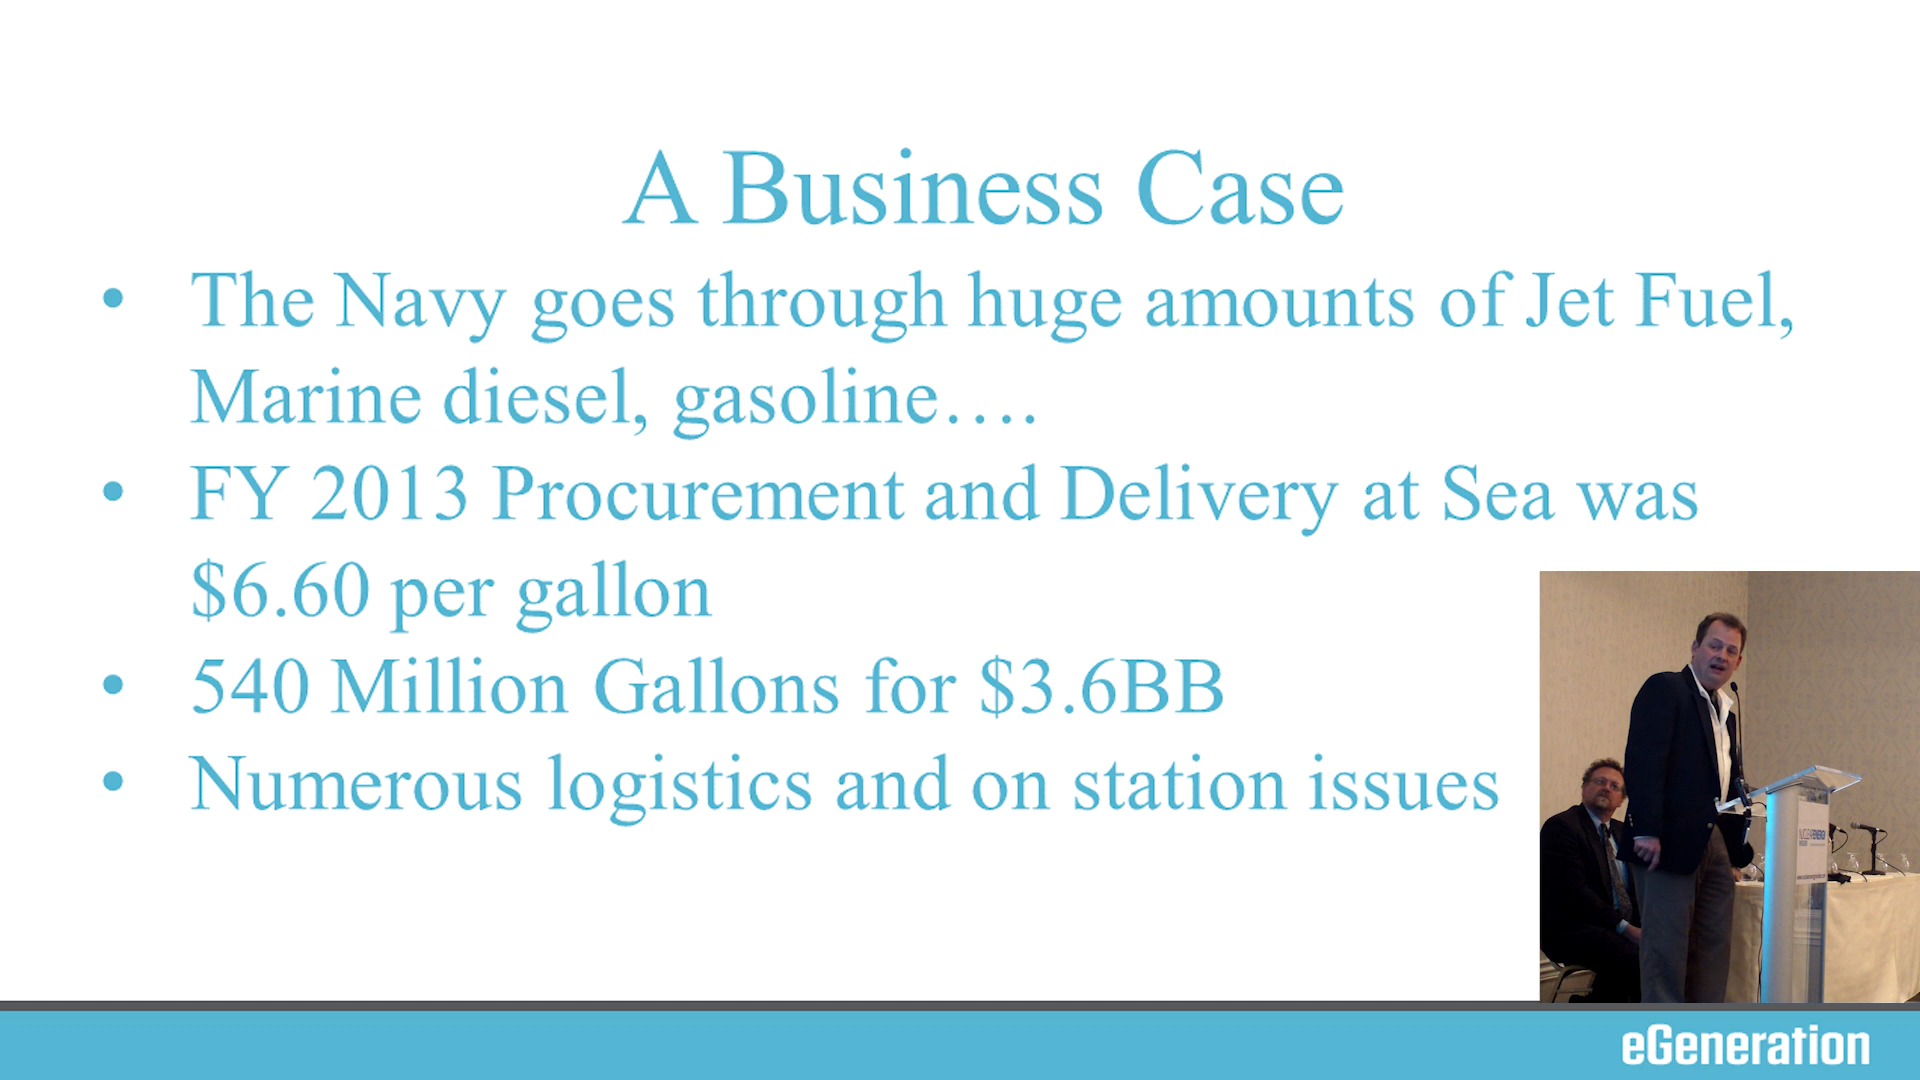 A Business Case
• The Navy goes through huge amounts of Jet Fuel,
Marine diesel, gasoline….
• FY 2013 Procurement and Delivery at Sea was
$6.60 per gallon
• 540 Million Gallons for $3.6BB
• Numerous logistics and on station issues
eGeneration